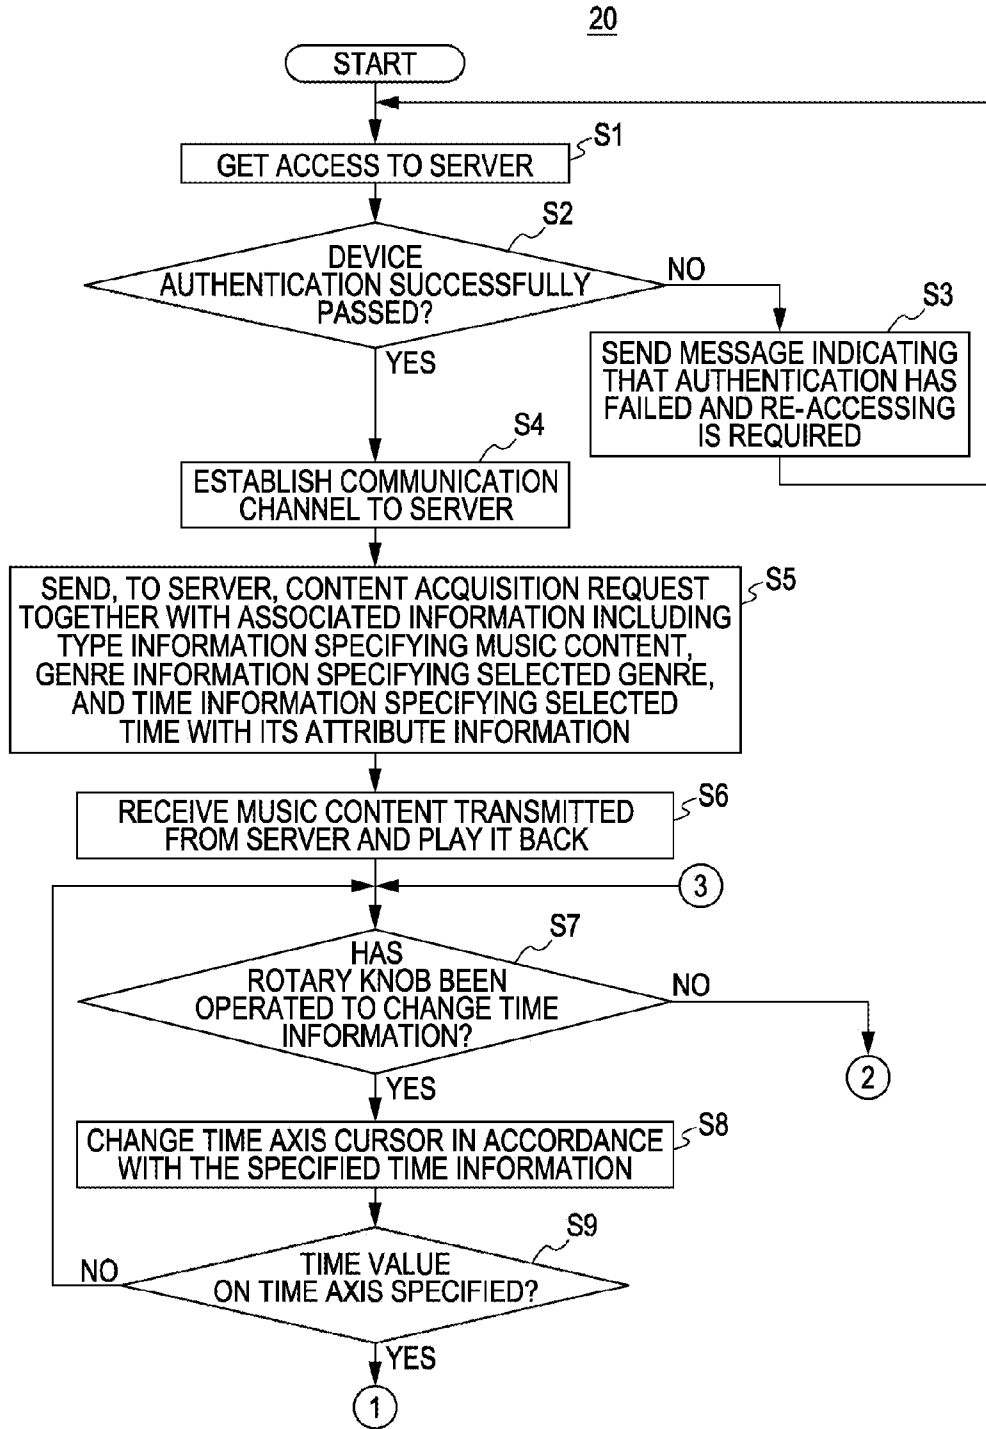 20
START
S1
GET ACCESS TO SERVER
S2
DEVICE
AUTHENTICATION SUCCESSFULLY
PASSED?
NO
YES
S3
SEND MESSAGE INDICATING
THAT AUTHENTICATION HAS
FAILED AND RE-ACCESSING
IS REQUIRED
S4
ESTABLISH COMMUNICATION
CHANNEL TO SERVER
S5
SEND, TO SERVER, CONTENT ACQUISITION REQUEST
TOGETHER WITH ASSOCIATED INFORMATION INCLUDING
TYPE INFORMATION SPECIFYING MUSIC CONTENT,
GENRE INFORMATION SPECIFYING SELECTED GENRE,
AND TIME INFORMATION SPECIFYING SELECTED
TIME WITH ITS ATTRIBUTE INFORMATION
S6
RECEIVE MUSIC CONTENT TRANSMITTED
FROM SERVER AND PLAY IT BACK
3
S7
HAS
ROTARY KNOB BEEN
OPERATED TO CHANGE TIME
INFORMATION?
NO
2
YES
S8
CHANGE TIME AXIS CURSOR IN ACCORDANCE
WITH THE SPECIFIED TIME INFORMATION
S9
TIME VALUE
ON TIME AXIS SPECIFIED?
NO
YES
1